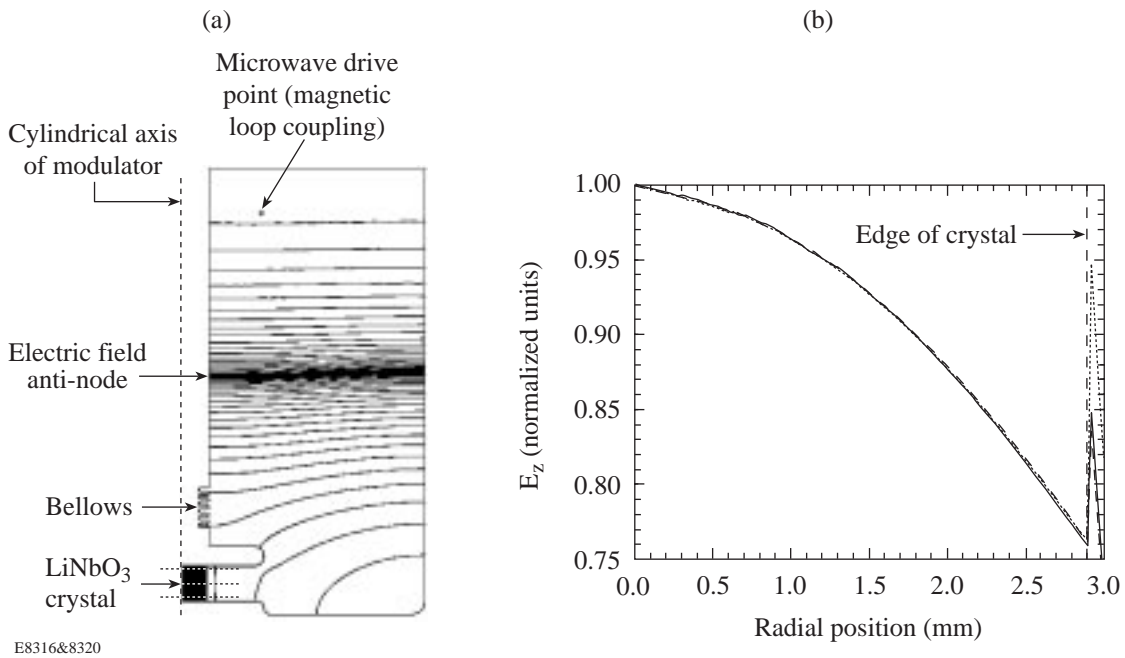 (a)
Microwave drive
point (magnetic
loop coupling)
Cylindrical axis
of modulator
Electric field
anti-node
Bellows
LiNbO3
crystal
E8316&8320
(b)
1.00
0.95
0.90
0.85
0.80
0.75
Ez (normalized units)
Edge of crystal
0.0 0.5 1.0 1.5 2.0 2.5 3.0
Radial position (mm)